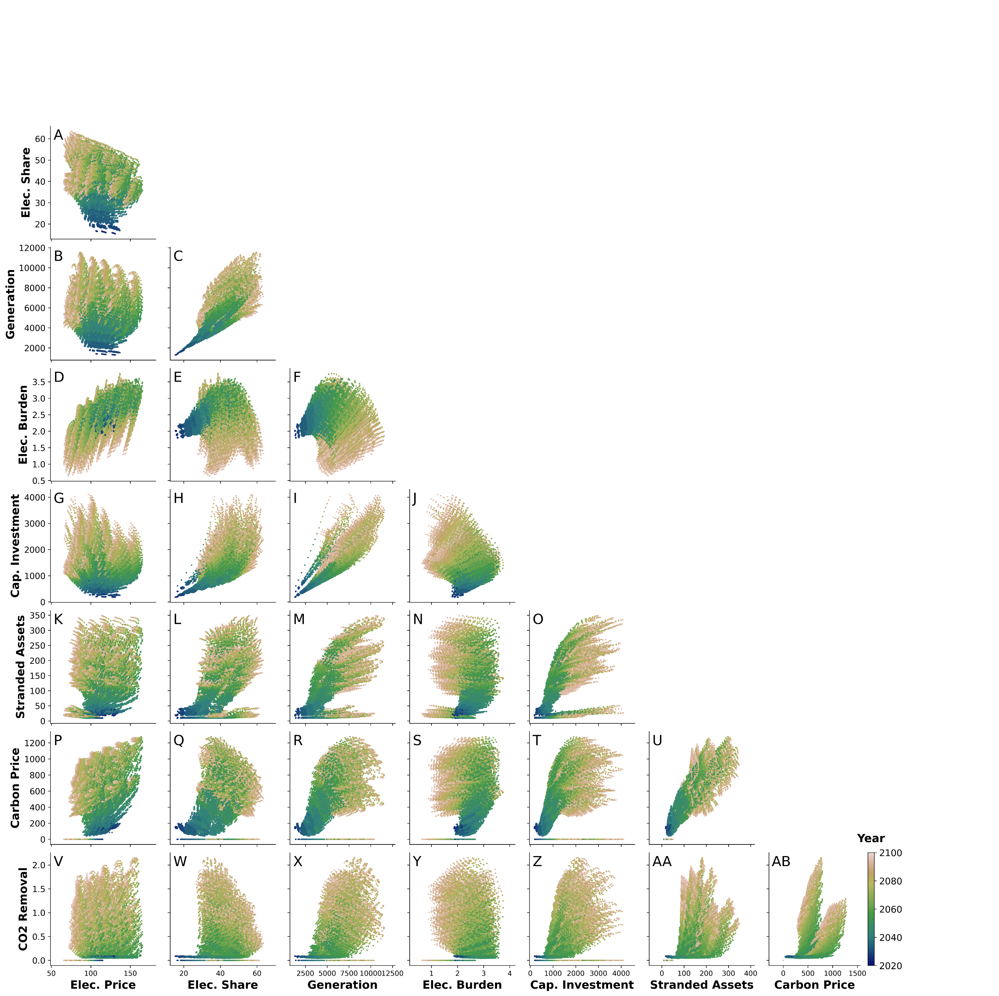 A
60
50
40
30
20
Elec. Share
B
C
12000
10000
8000
6000
4000
2000
Generation
D
E
F
3.5
3.0
2.5
2.0
1.5
1.0
0.5
Elec. Burden
G
H
I
J
4000
3000
2000
1000
0
Cap. Investment
K
L
M
N
O
350
300
250
200
150
100
50
0
Stranded Assets
P
Q
R
S
T
U
1200
1000
800
600
400
200
0
Carbon Price
Year
V
W
X
Y
Z
AA
AB
2.0
1.5
1.0
0.5
0.0
CO2 Removal
2100
2080
2060
2040
2020
50 100 150
20 40 60
2500 5000 7500 10000 12500
1 2 3 4
0 1000 2000 3000 4000
0 100 200 300 400
0 500 1000 1500
Elec. Price
Elec. Share
Generation
Elec. Burden
Cap. Investment
Stranded Assets
Carbon Price